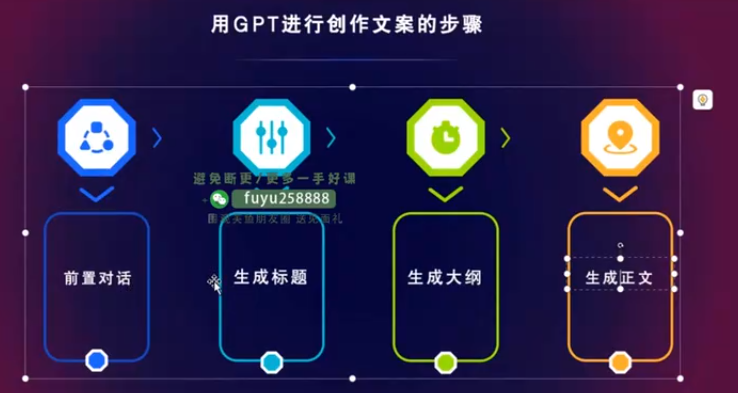 用GPT进行创作文案的步骤
避免断更/更多一手好课
fuyu258888
前置对话
生成标题
生成大纲
生成正文